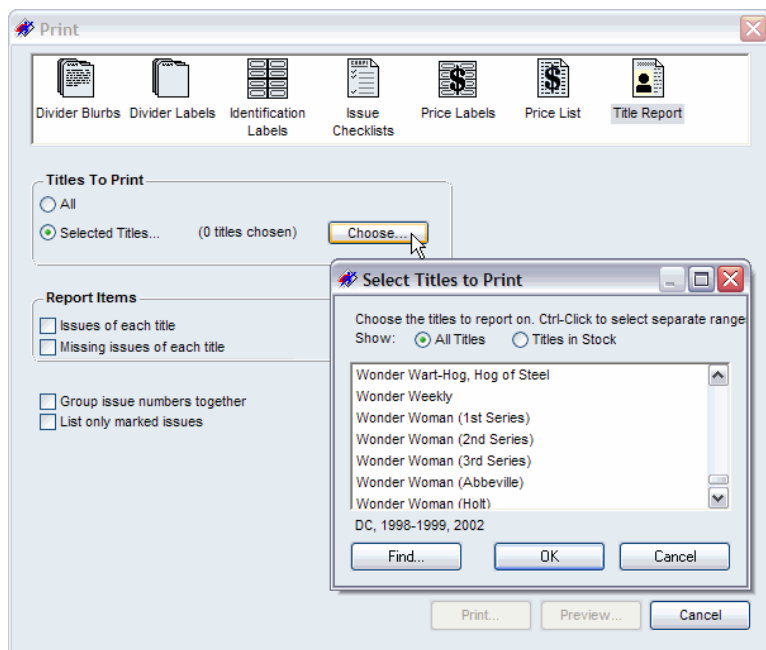 Print
Divider Blurbs Divider Labels Identification Labels Issue Checklists Price Labels Price List Title Report
Titles To Print
All
Selected Titles... (0 titles chosen) Choose...
Report Items
Issues of each title
Missing issues of each title
Group issue numbers together
List only marked issues
Select Titles to Print
Choose the titles to report on. Ctrl-Click to select separate range
Show: All Titles Titles in Stock
Wonder Wart-Hog, Hog of Steel
Wonder Weekly
Wonder Woman (1st Series)
Wonder Woman (2nd Series)
Wonder Woman (3rd Series)
Wonder Woman (Abbeville)
Wonder Woman (Holt)
DC, 1998-1999, 2002
Find... OK Cancel
Print... Preview... Cancel